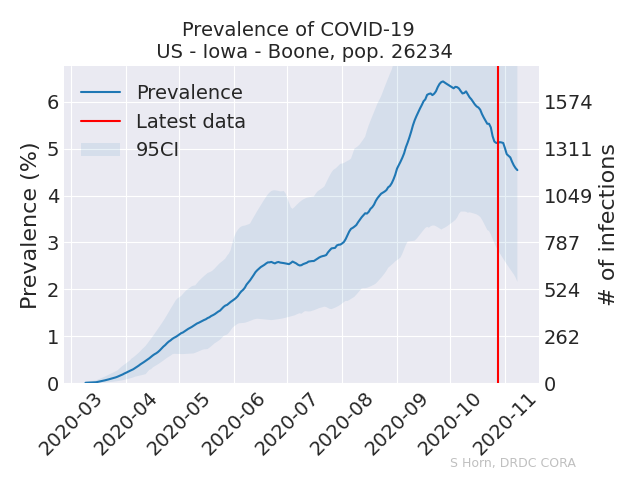 Prevalence of COVID-19
US - Iowa - Boone, pop. 26234
Prevalence
Latest data
95CI
Prevalence (%)
6
5
4
3
2
1
0
1574
1311
1049
787
524
262
0
# of infections
2020-03
2020-04
2020-05
2020-06
2020-07
2020-08
2020-09
2020-10
2020-11
S Horn, DRDC CORA